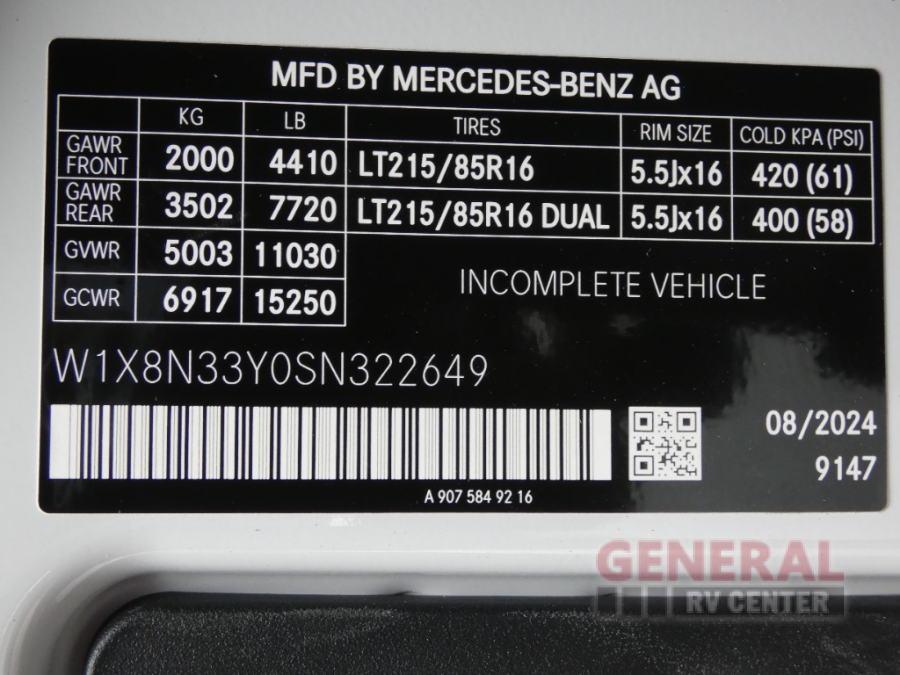 MFD BY MERCEDES-BENZ AG
KG LB TIRES RIM SIZE COLD KPA (PSI)
GAWR FRONT 2000 4410 LT215/85R16 5.5Jx16 420 (61)
GAWR REAR 3502 7720 LT215/85R16 DUAL 5.5Jx16 400 (58)
GVWR 5003 11030
INCOMPLETE VEHICLE
GCWR 6917 15250
W1X8N33Y0SN322649
08/2024
9147
A 907 584 92 16
GENERAL
RV CENTER